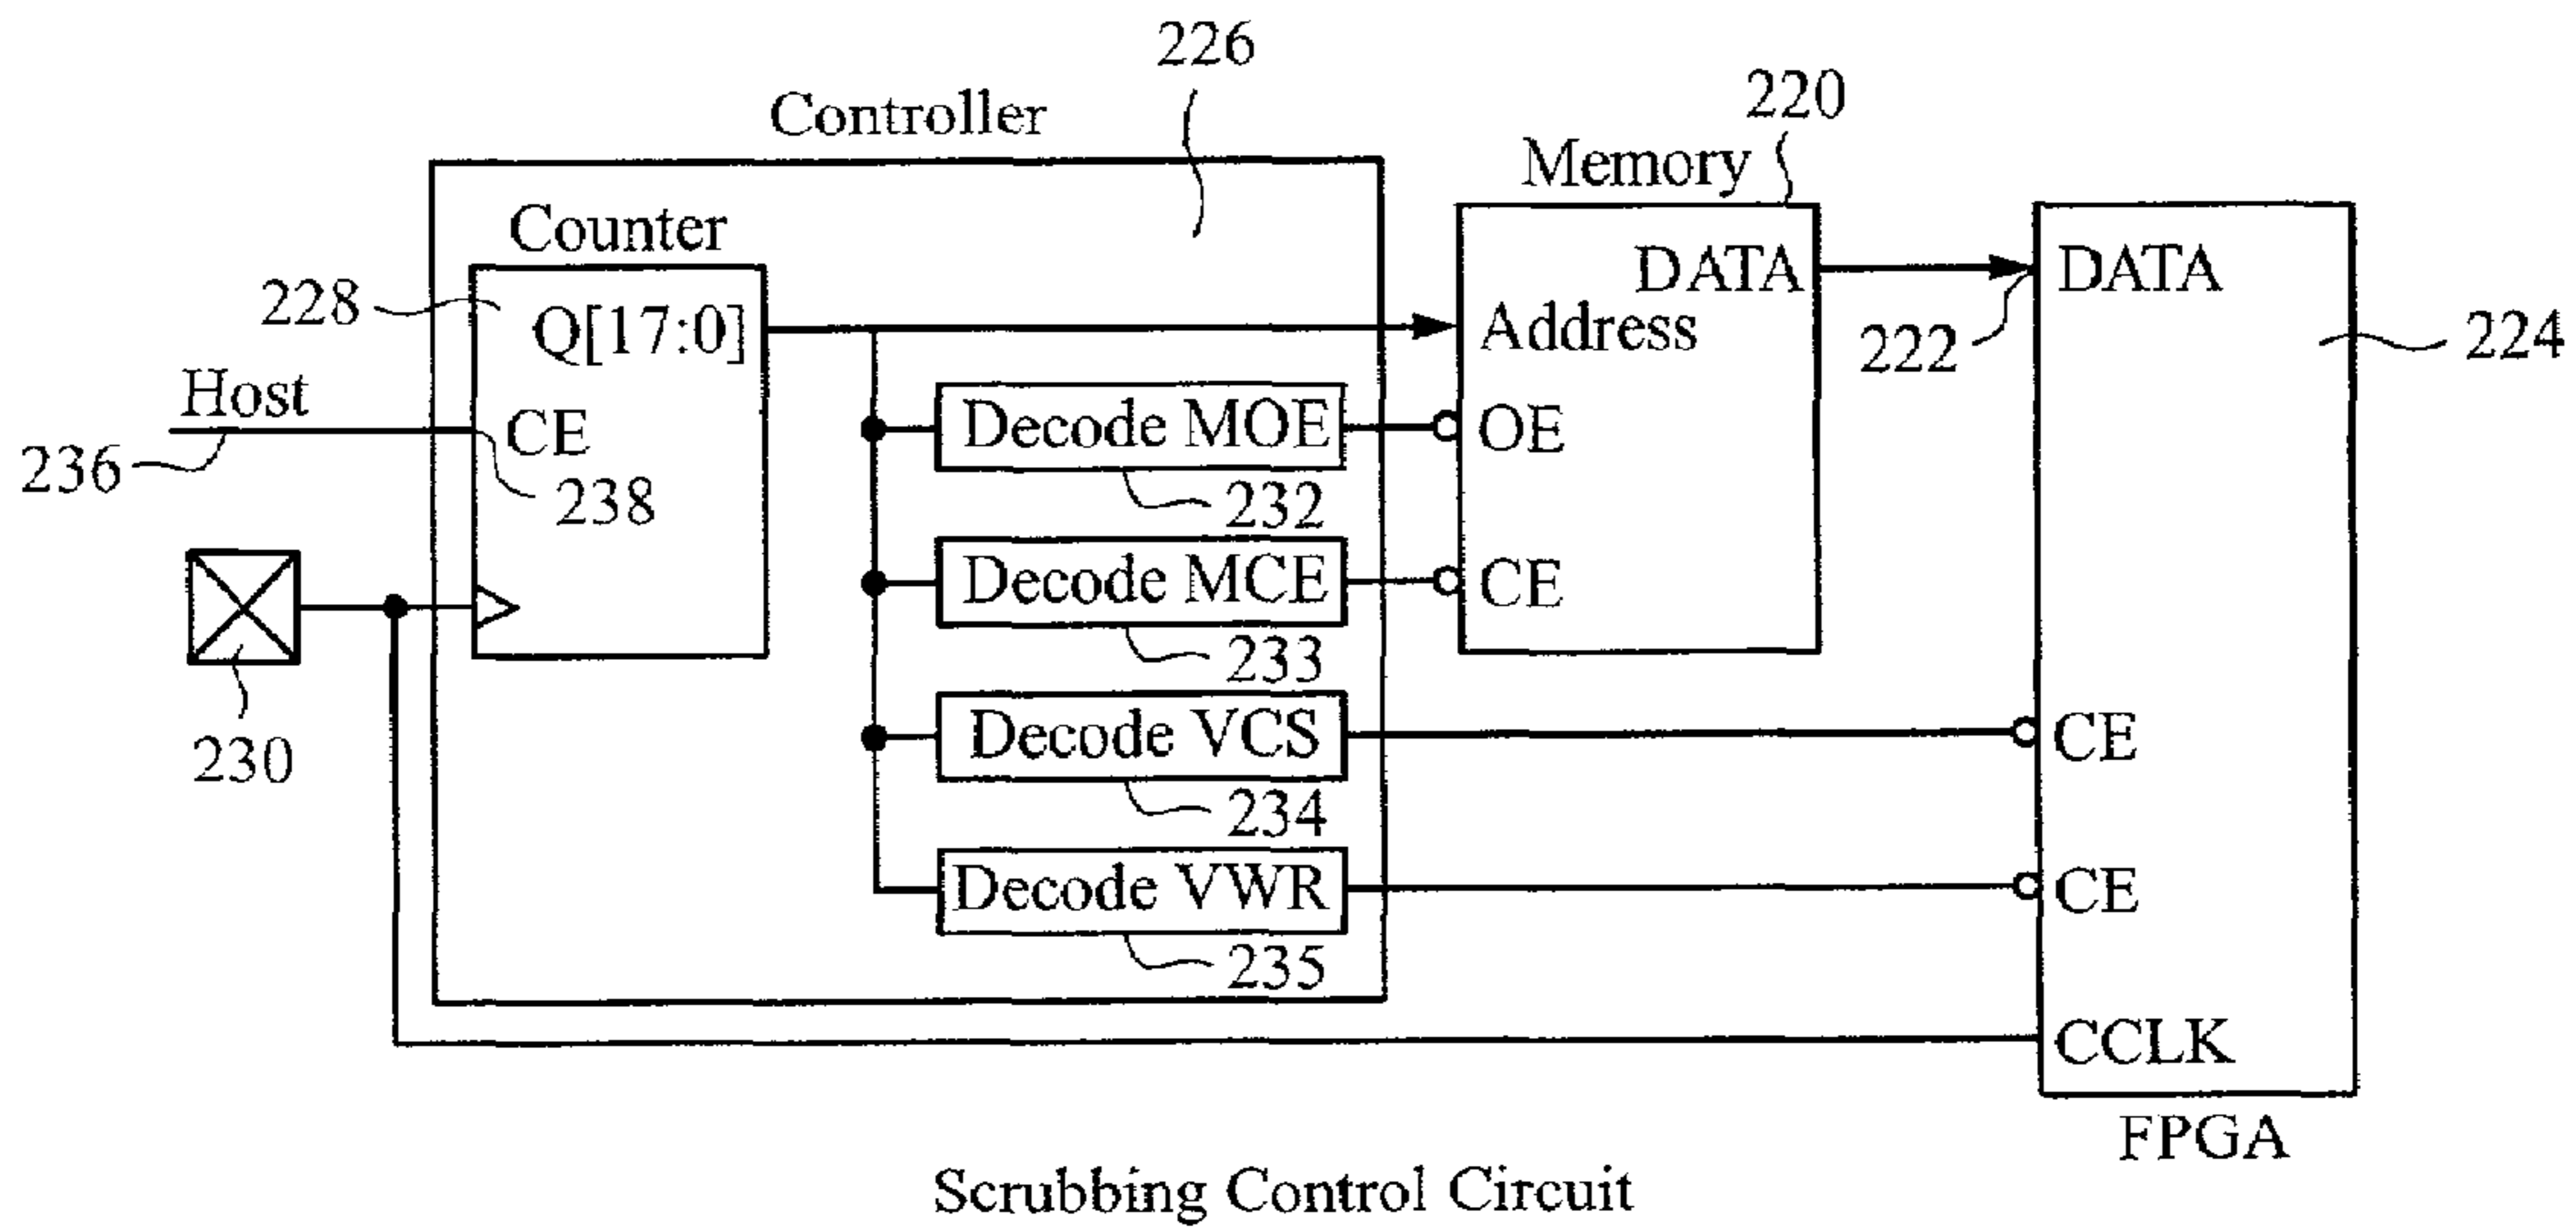 226
Controller
220
Memory
Counter
228
Q[17:0]
DATA
DATA
222
224
Address
Host
236
CE
238
Decode MOE
232
OE
Decode MCE
233
CE
230
Decode VCS
234
CE
Decode VWR
235
CE
CCLK
FPGA
Scrubbing Control Circuit